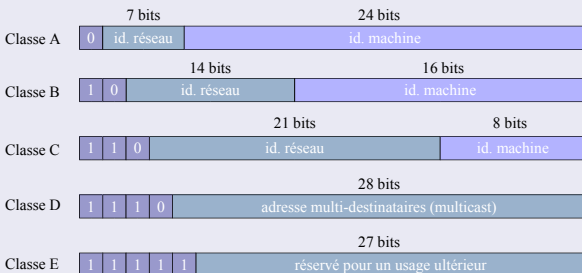 7 bits 24 bits
Classe A 0 id. réseau id. machine
14 bits 16 bits
Classe B 1 0 id. réseau id. machine
21 bits 8 bits
Classe C 1 1 0 id. réseau id. machine
28 bits
Classe D 1 1 1 0 adresse multi-destinataires (multicast)
27 bits
Classe E 1 1 1 1 1 réservé pour un usage ultérieur